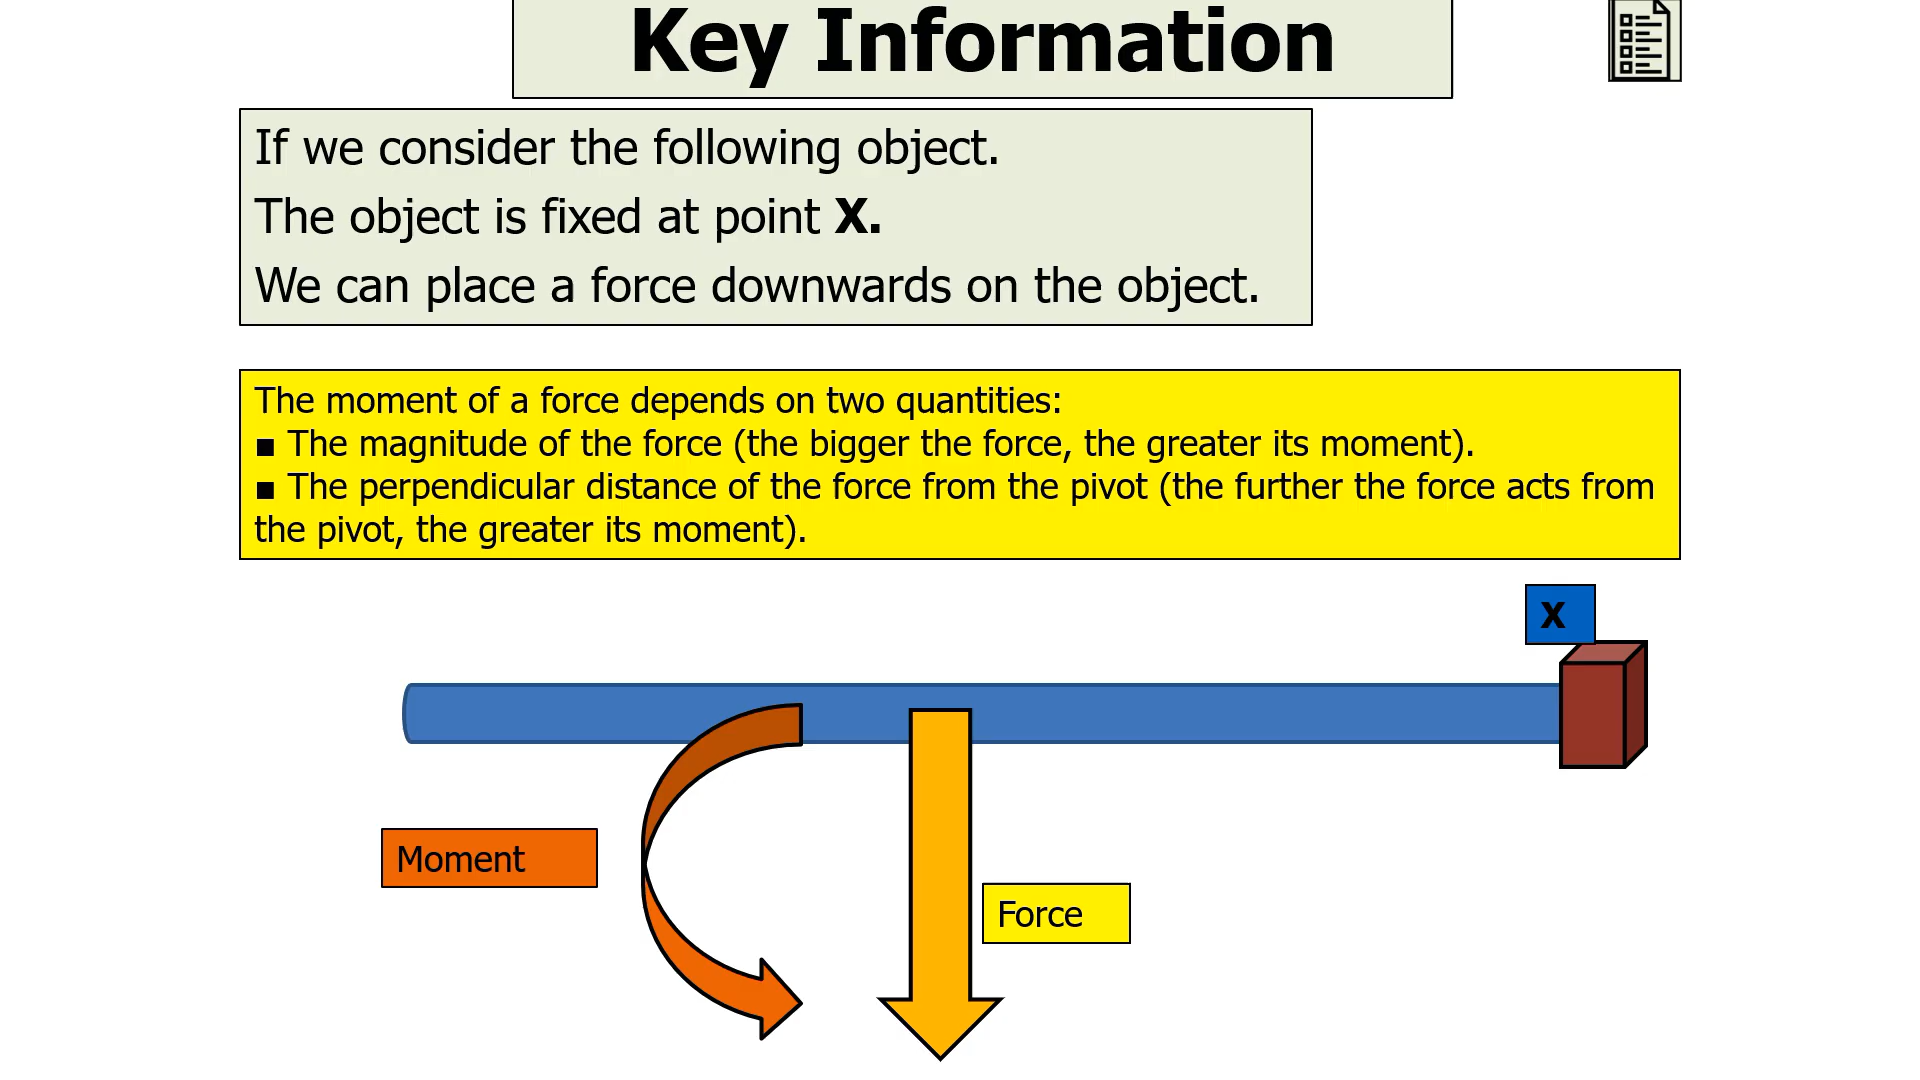 Key Information
If we consider the following object.
The object is fixed at point X.
We can place a force downwards on the object.
The moment of a force depends on two quantities:
▪ The magnitude of the force (the bigger the force, the greater its moment).
▪ The perpendicular distance of the force from the pivot (the further the force acts from
the pivot, the greater its moment).
X
Moment
Force